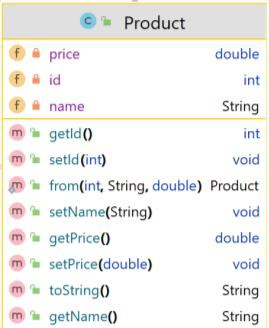 C Product
f price double
f id int
f name String
m getId() int
m setId(int) void
m from(int, String, double) Product
m setName(String) void
m getPrice() double
m setPrice(double) void
m toString() String
m getName() String